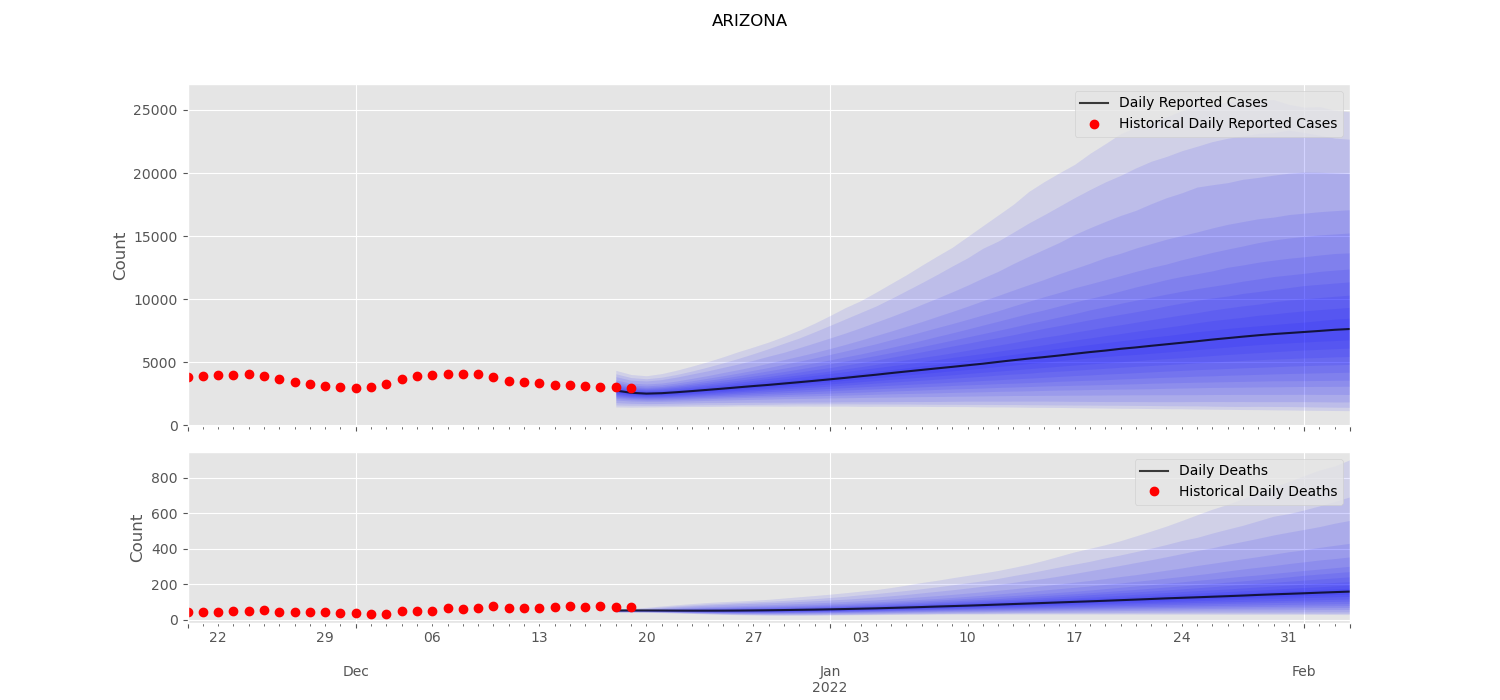 ARIZONA
25000
20000
15000
10000
5000
0
Count
Daily Reported Cases
Historical Daily Reported Cases
800
600
400
200
0
Count
Daily Deaths
Historical Daily Deaths
22 29 06 13 20 27 03 10 17 24 31
Dec Jan Feb
2022